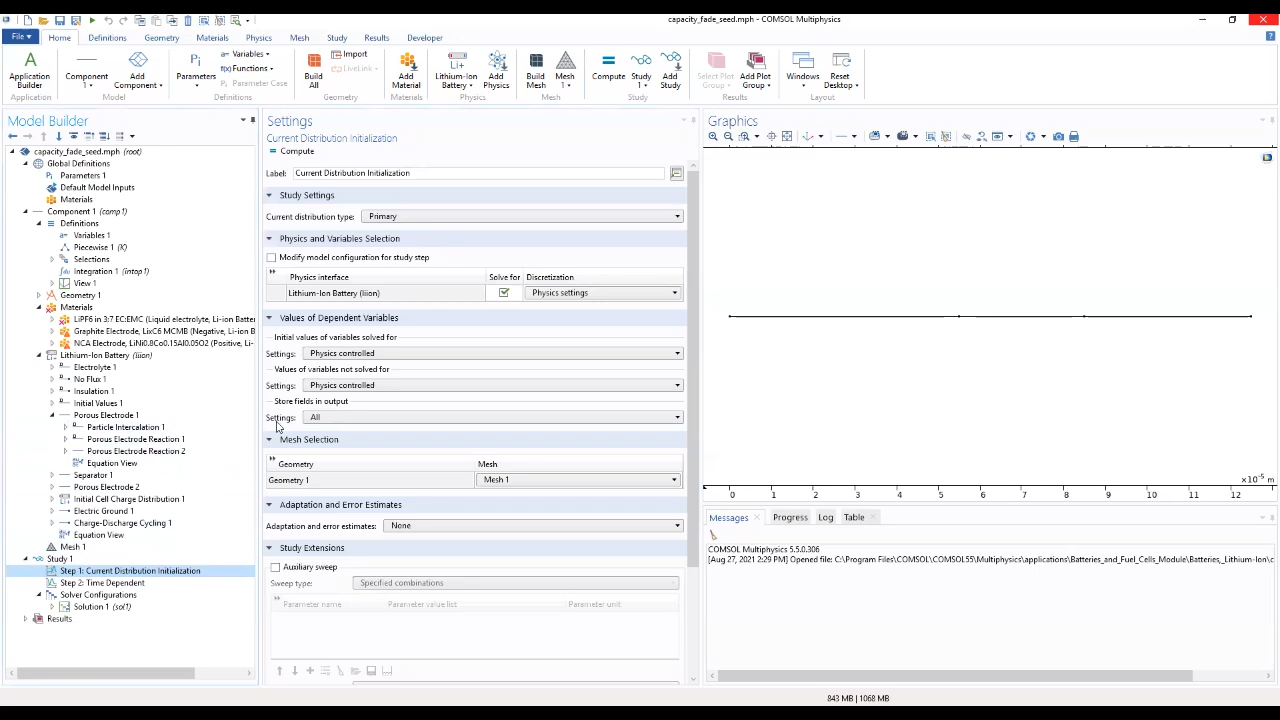 capacity_fade_seed.mph - COMSOL Multiphysics
File Home Definitions Geometry Materials Physics Mesh Study Results Developer
Application Builder
Application
Component 1
Add Component
Model
Parameters
Variables
Functions
Parameter Case
Definitions
Build All
Import
LiveLink
Geometry
Add Material
Materials
Lithium-Ion Battery
Add Physics
Physics
Build Mesh
Mesh 1
Mesh
Compute
Study 1
Add Study
Study
Select Plot Group
Add Plot Group
Results
Windows
Reset Desktop
Layout
Model Builder
capacity_fade_seed.mph (root)
Global Definitions
Parameters 1
Default Model Inputs
Materials
Component 1 (comp1)
Definitions
Variables 1
Piecewise 1 (K)
Selections
Integration 1 (intop1)
View 1
Geometry 1
Materials
LiPF6 in 3:7 EC:EMC (Liquid electrolyte, Li-ion Batter
Graphite Electrode, LixC6 MCMB (Negative, Li-ion B
NCA Electrode, LiNi0.8Co0.15Al0.05O2 (Positive, Li-
Lithium-Ion Battery (liion)
Electrolyte 1
No Flux 1
Insulation 1
Initial Values 1
Porous Electrode 1
Particle Intercalation 1
Porous Electrode Reaction 1
Porous Electrode Reaction 2
Equation View
Separator 1
Porous Electrode 2
Initial Cell Charge Distribution 1
Electric Ground 1
Charge-Discharge Cycling 1
Equation View
Mesh 1
Study 1
Step 1: Current Distribution Initialization
Step 2: Time Dependent
Solver Configurations
Solution 1 (sol1)
Results
Settings
Current Distribution Initialization
Compute
Label: Current Distribution Initialization
Study Settings
Current distribution type: Primary
Physics and Variables Selection
Modify model configuration for study step
Physics interface Solve for Discretization
Lithium-Ion Battery (liion) Physics settings
Values of Dependent Variables
Initial values of variables solved for
Settings: Physics controlled
Values of variables not solved for
Settings: Physics controlled
Store fields in output
Settings: All
Mesh Selection
Geometry Mesh
Geometry 1 Mesh 1
Adaptation and Error Estimates
Adaptation and error estimates: None
Study Extensions
Auxiliary sweep
Sweep type: Specified combinations
Parameter name Parameter value list Parameter unit
Graphics
×10⁻⁵ m
0 1 2 3 4 5 6 7 8 9 10 11 12
Messages Progress Log Table
COMSOL Multiphysics 5.5.0.306
[Aug 27, 2021 2:29 PM] Opened file: C:\Program Files\COMSOL\COMSOL55\Multiphysics\applications\Batteries_and_Fuel_Cells_Module\Batteries_Lithium-Ion\c
843 MB | 1068 MB